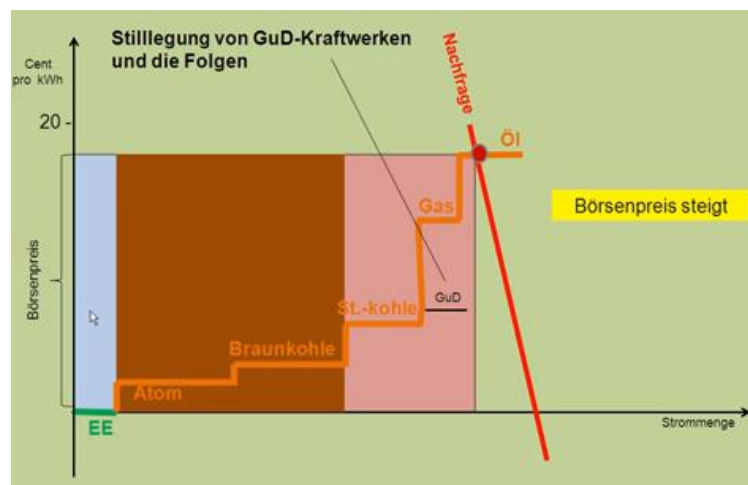 Stilllegung von GuD-Kraftwerken
und die Folgen
Cent
pro kWh
20
Nachfrage
Öl
Gas
Börsenpreis steigt
Börsenpreis
GuD
St.-kohle
Braunkohle
Atom
EE
Strommenge